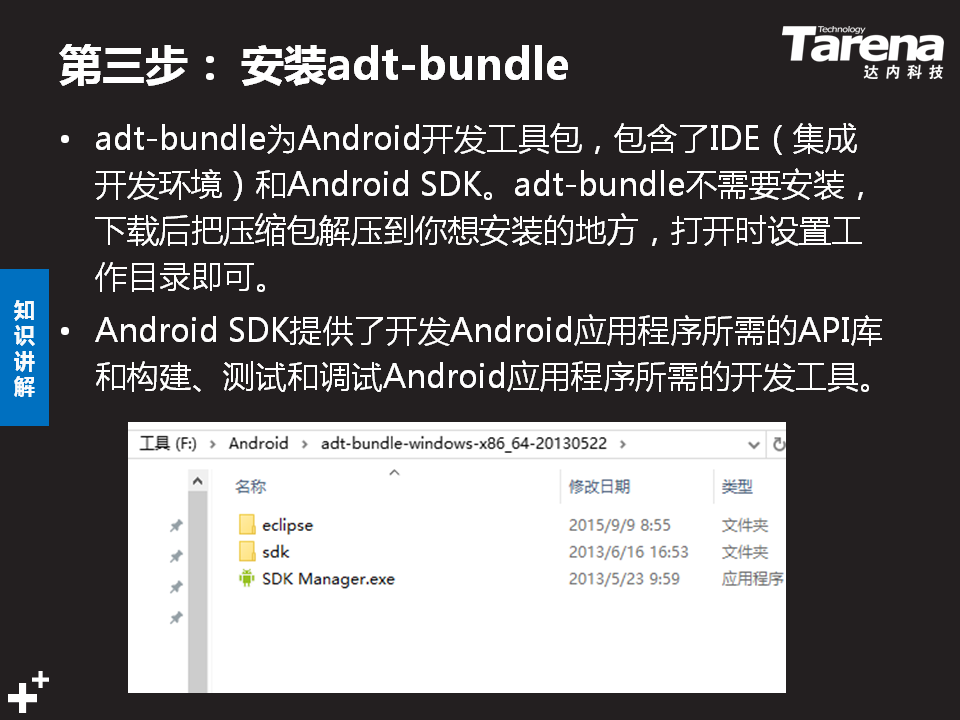 第三步：安装adt-bundle
Technology
Tarena
达内科技
• adt-bundle为Android开发工具包，包含了IDE（集成
开发环境）和Android SDK。adt-bundle不需要安装，
下载后把压缩包解压到你想安装的地方，打开时设置工
作目录即可。
知识讲解
• Android SDK提供了开发Android应用程序所需的API库
和构建、测试和调试Android应用程序所需的开发工具。
工具 (F:) › Android › adt-bundle-windows-x86_64-20130522 ›
名称 修改日期 类型
eclipse 2015/9/9 8:55 文件夹
sdk 2013/6/16 16:53 文件夹
SDK Manager.exe 2013/5/23 9:59 应用程序